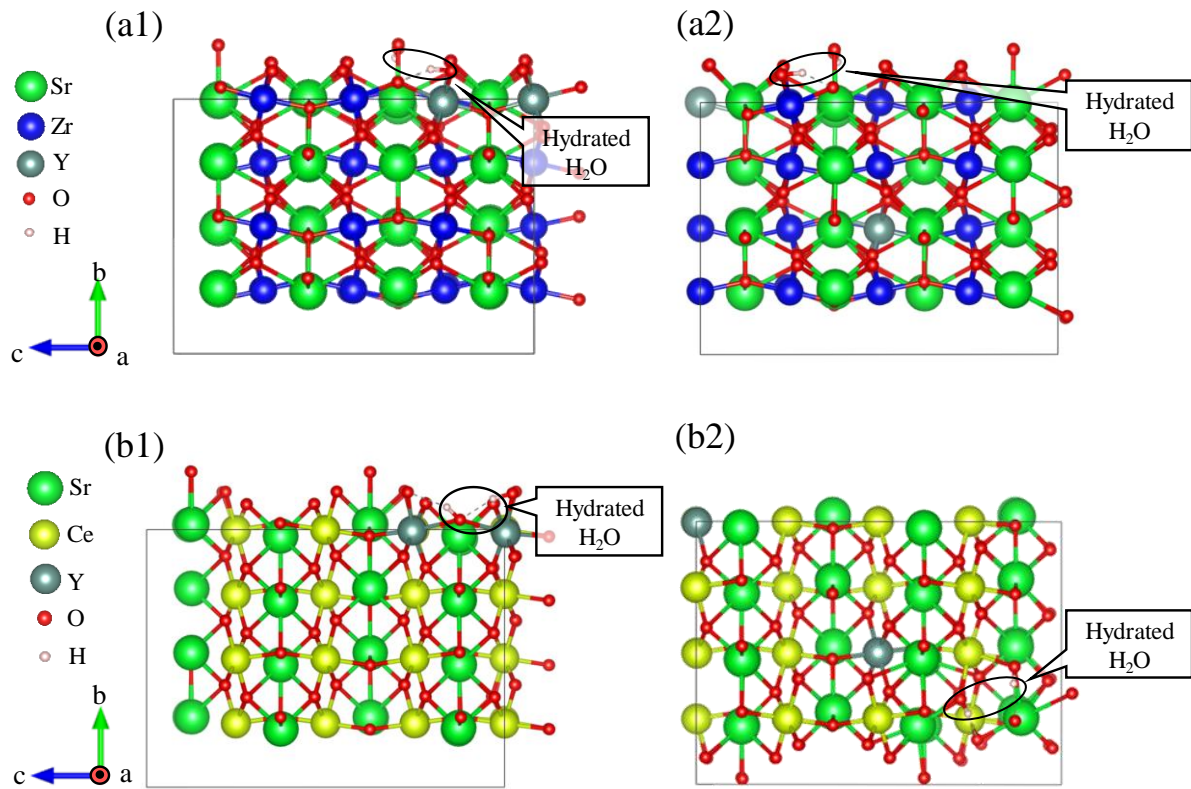 (a1)
(a2)
Sr
Zr
Y
O
H
b
c
a
Hydrated
H₂O
Hydrated
H₂O
(b1)
(b2)
Sr
Ce
Y
O
H
b
c
a
Hydrated
H₂O
Hydrated
H₂O